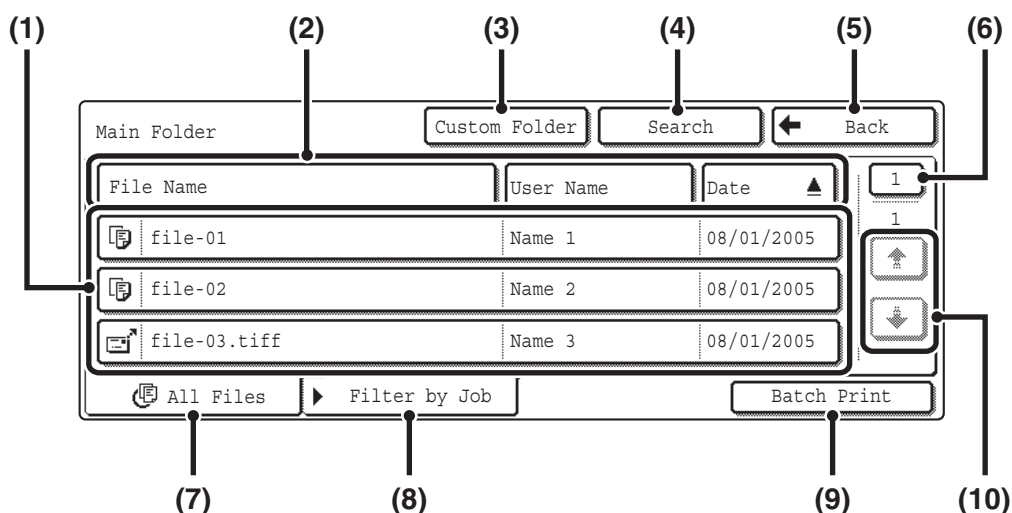 (1) (2) (3) (4) (5) (6)
Main Folder Custom Folder Search Back
File Name User Name Date 1
1
file-01 Name 1 08/01/2005
file-02 Name 2 08/01/2005
file-03.tiff Name 3 08/01/2005
All Files Filter by Job Batch Print
(7) (8) (9) (10)